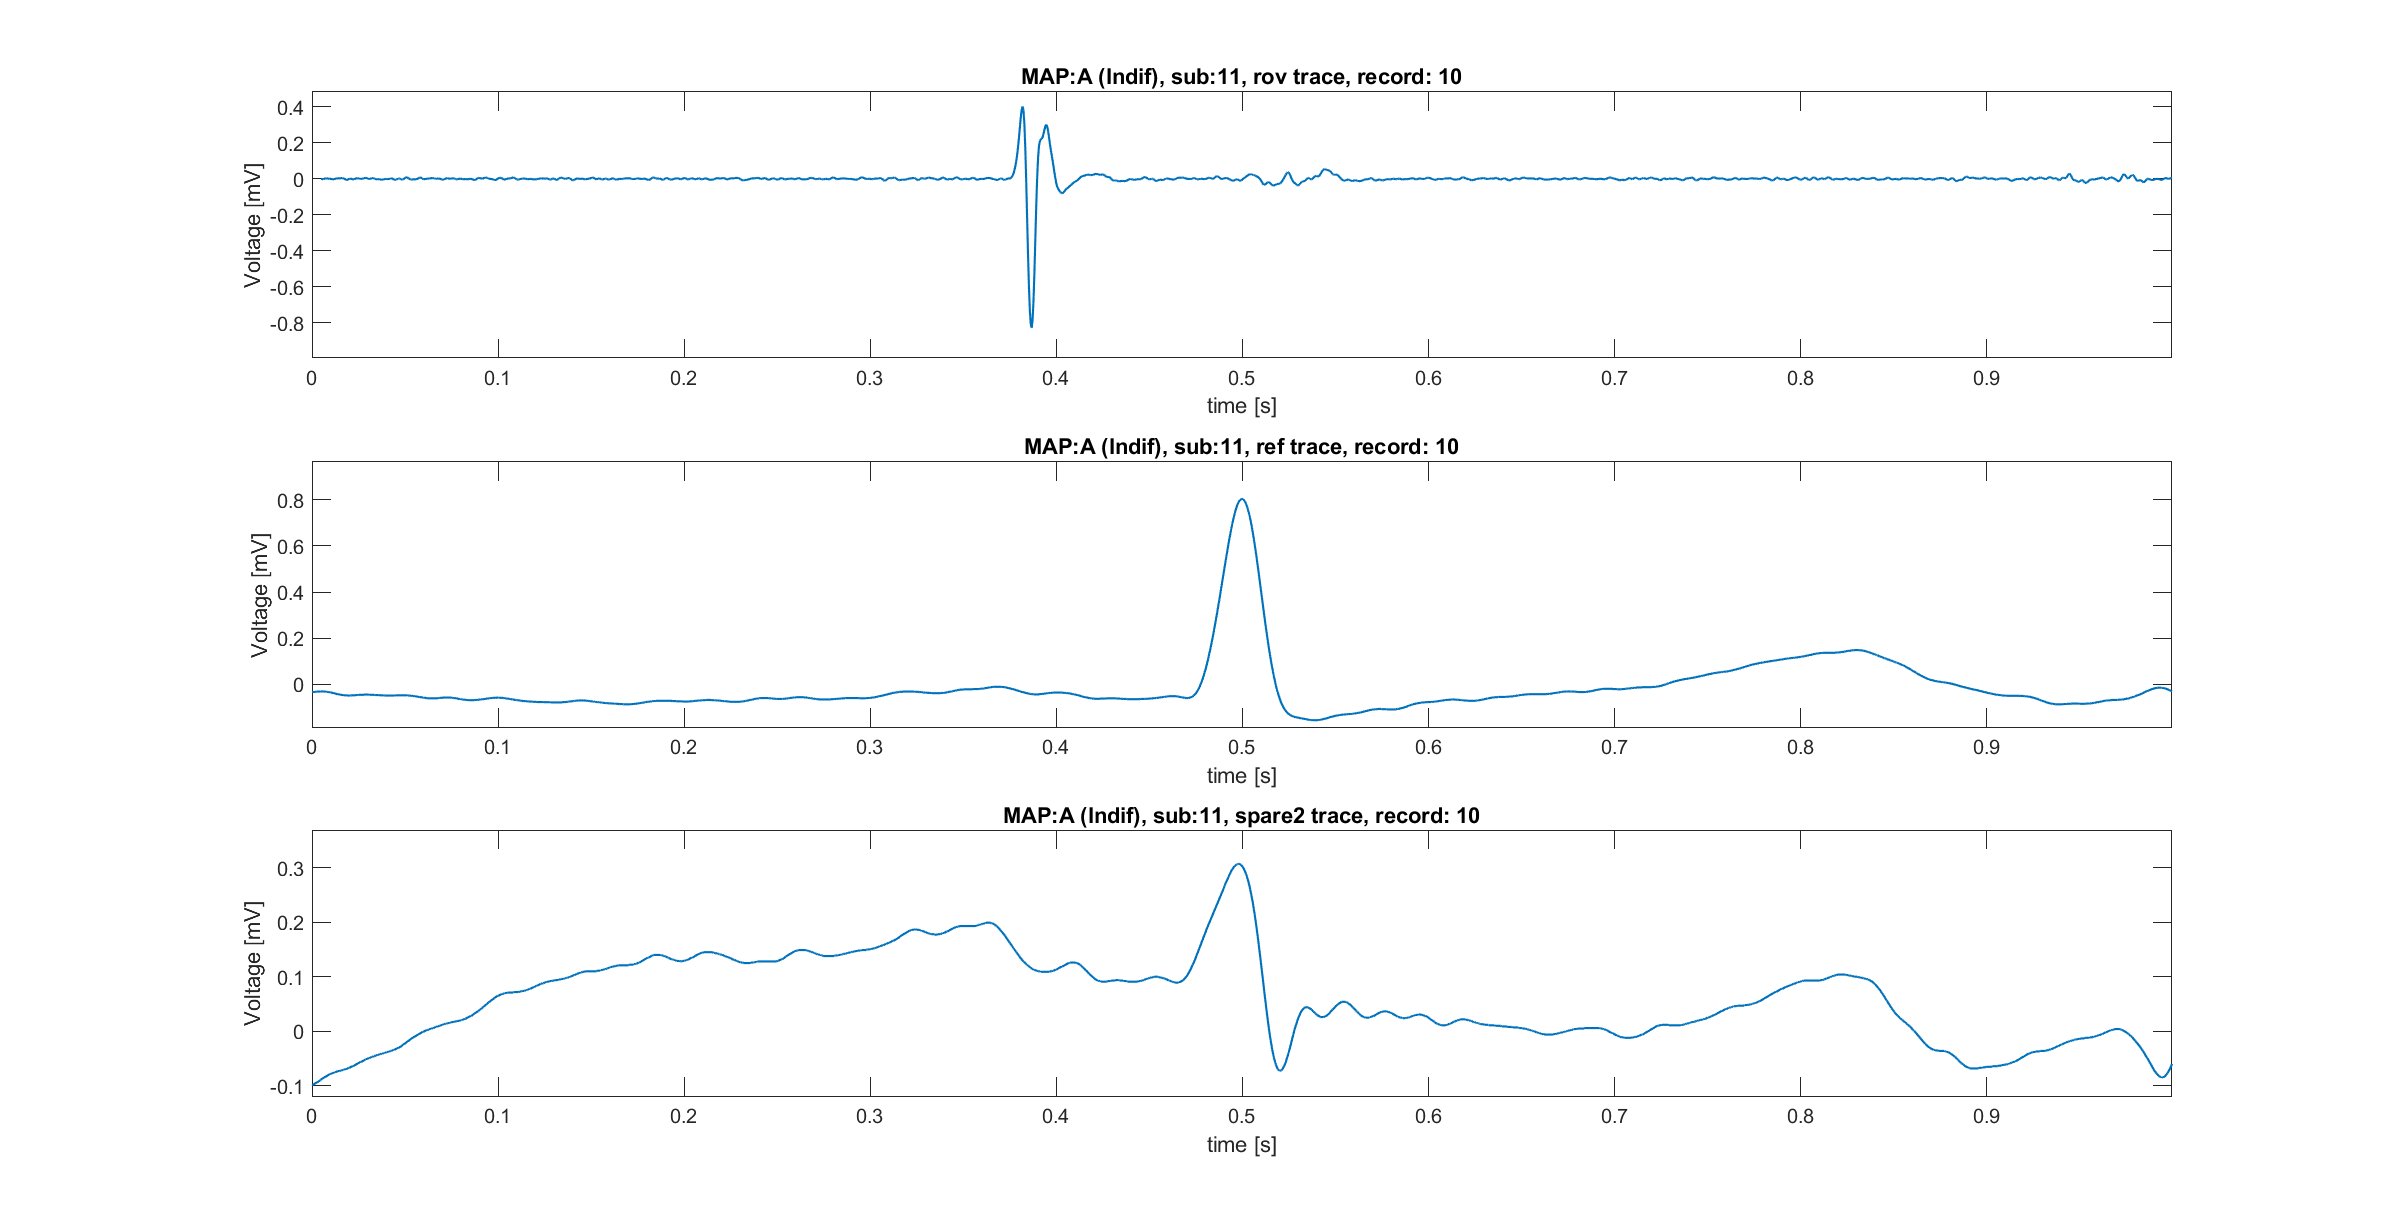 MAP:A (Indif), sub:11, rov trace, record: 10
Voltage [mV]
0.4
0.2
0
-0.2
-0.4
-0.6
-0.8
0 0.1 0.2 0.3 0.4 0.5 0.6 0.7 0.8 0.9
time [s]
MAP:A (Indif), sub:11, ref trace, record: 10
Voltage [mV]
0.8
0.6
0.4
0.2
0
0 0.1 0.2 0.3 0.4 0.5 0.6 0.7 0.8 0.9
time [s]
MAP:A (Indif), sub:11, spare2 trace, record: 10
Voltage [mV]
0.3
0.2
0.1
0
-0.1
0 0.1 0.2 0.3 0.4 0.5 0.6 0.7 0.8 0.9
time [s]